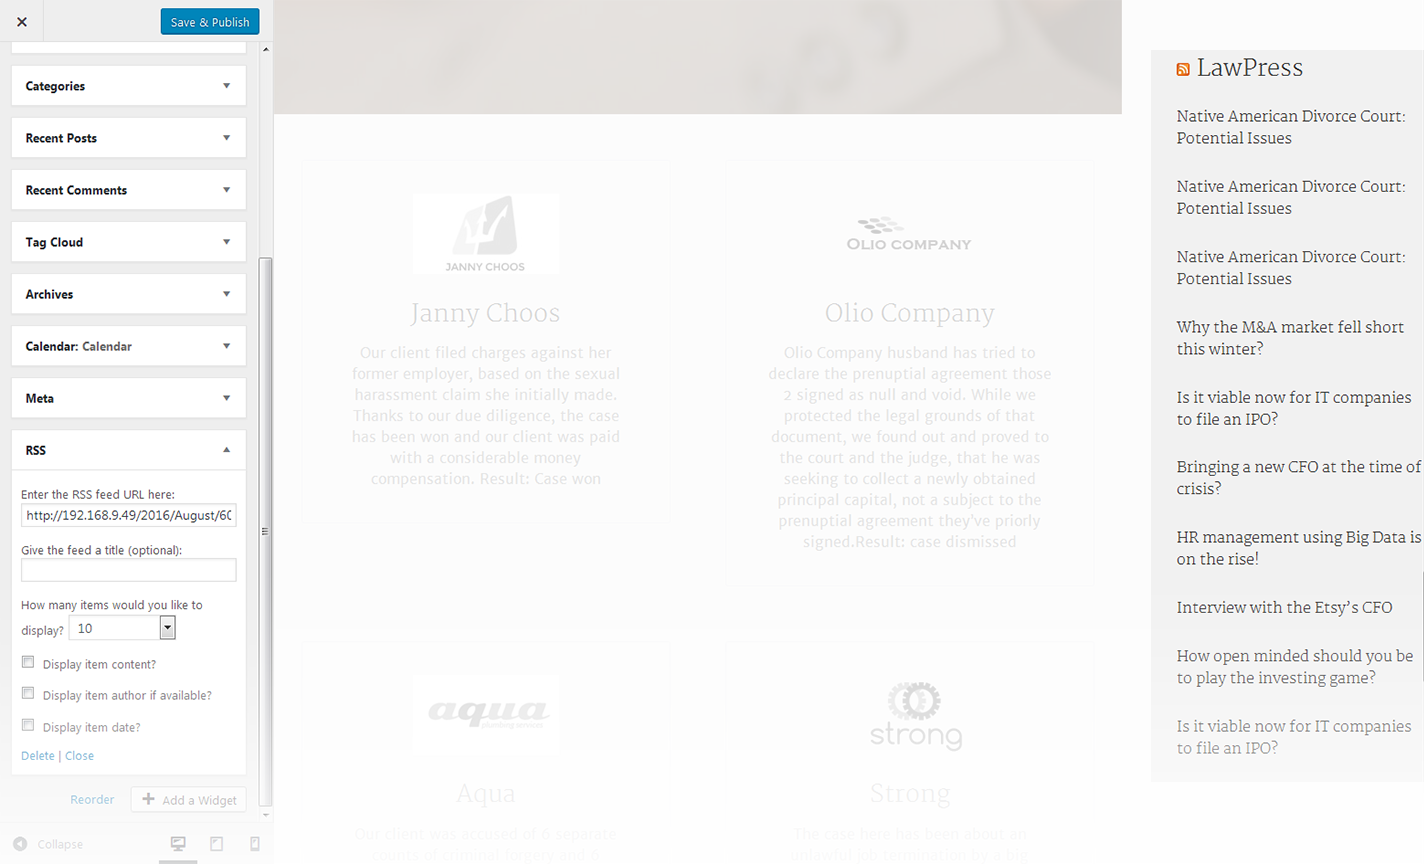 Save & Publish
Categories
Recent Posts
Recent Comments
Tag Cloud
Archives
Calendar: Calendar
Meta
RSS
Enter the RSS feed URL here:
http://192.168.9.49/2016/August/60
Give the feed a title (optional):
How many items would you like to
display? 10
Display item content?
Display item author if available?
Display item date?
Delete | Close
Reorder
Add a Widget
Collapse
JANNY CHOOS
Janny Choos
Our client filed charges against her
former employer, based on the sexual
harassment claim she initially made.
Thanks to our due diligence, the case
has been won and our client was paid
with a considerable money
compensation. Result: Case won
OLIO COMPANY
Olio Company
Olio Company husband has tried to
declare the prenuptial agreement those
2 signed as null and void. While we
protected the legal grounds of that
document, we found out and proved to
the court and the judge, that he was
seeking to collect a newly obtained
principal capital, not a subject to the
prenuptial agreement they've priorly
signed.Result: case dismissed
aqua
plumbing services
Aqua
Our client was accused of 6 separate
counts of criminal forgery and 6
strong
Strong
The case here has been about an
unlawful job termination by a big
LawPress
Native American Divorce Court:
Potential Issues
Native American Divorce Court:
Potential Issues
Native American Divorce Court:
Potential Issues
Why the M&A market fell short
this winter?
Is it viable now for IT companies
to file an IPO?
Bringing a new CFO at the time of
crisis?
HR management using Big Data is
on the rise!
Interview with the Etsy's CFO
How open minded should you be
to play the investing game?
Is it viable now for IT companies
to file an IPO?